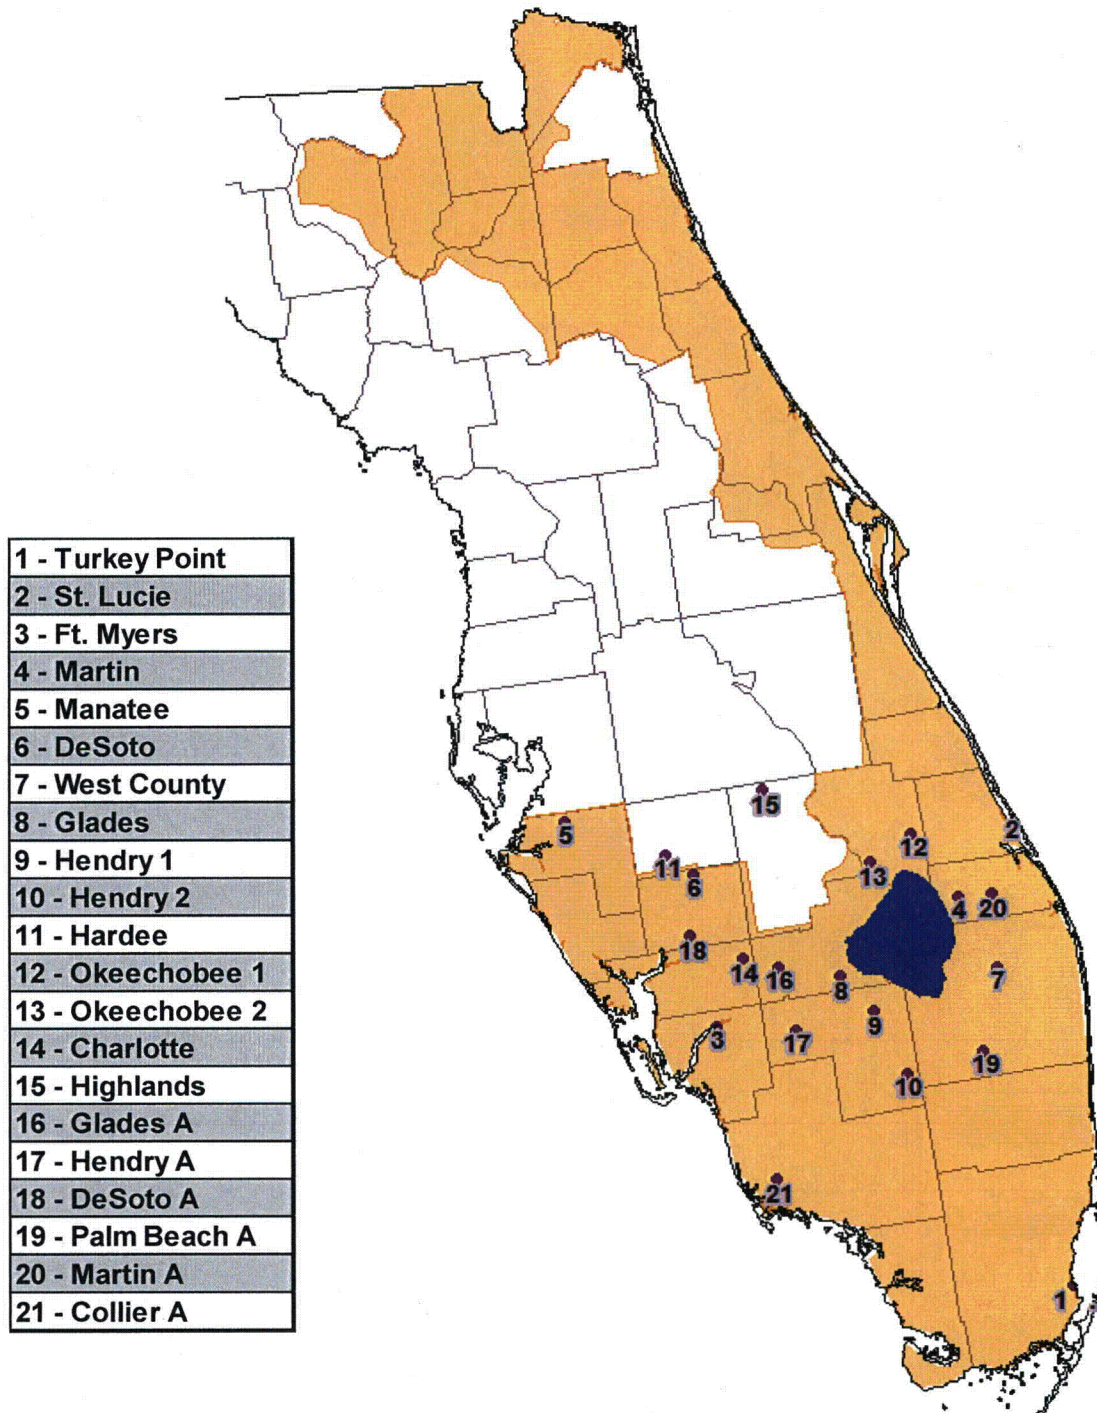 1 - Turkey Point
2 - St. Lucie
3 - Ft. Myers
4 - Martin
5 - Manatee
6 - DeSoto
7 - West County
8 - Glades
9 - Hendry 1
10 - Hendry 2
11 - Hardee
12 - Okeechobee 1
13 - Okeechobee 2
14 - Charlotte
15 - Highlands
16 - Glades A
17 - Hendry A
18 - DeSoto A
19 - Palm Beach A
20 - Martin A
21 - Collier A
15
5
2
12
11
13
6
4
20
18
14
16
8
7
9
3
17
19
10
21
1